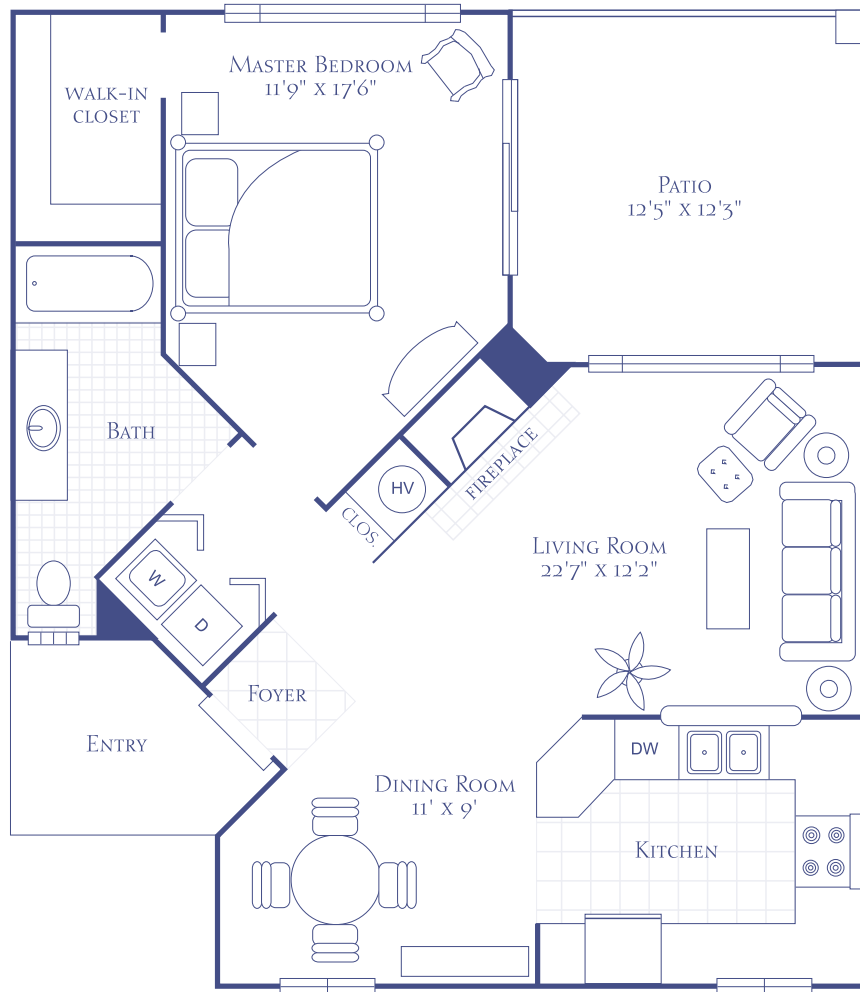 Master Bedroom
11'9" x 17'6"
walk-in
closet
Patio
12'5" x 12'3"
Bath
HV
Fireplace
Clos.
Living Room
22'7" x 12'2"
W
D
Foyer
Entry
DW
Dining Room
11' x 9'
Kitchen